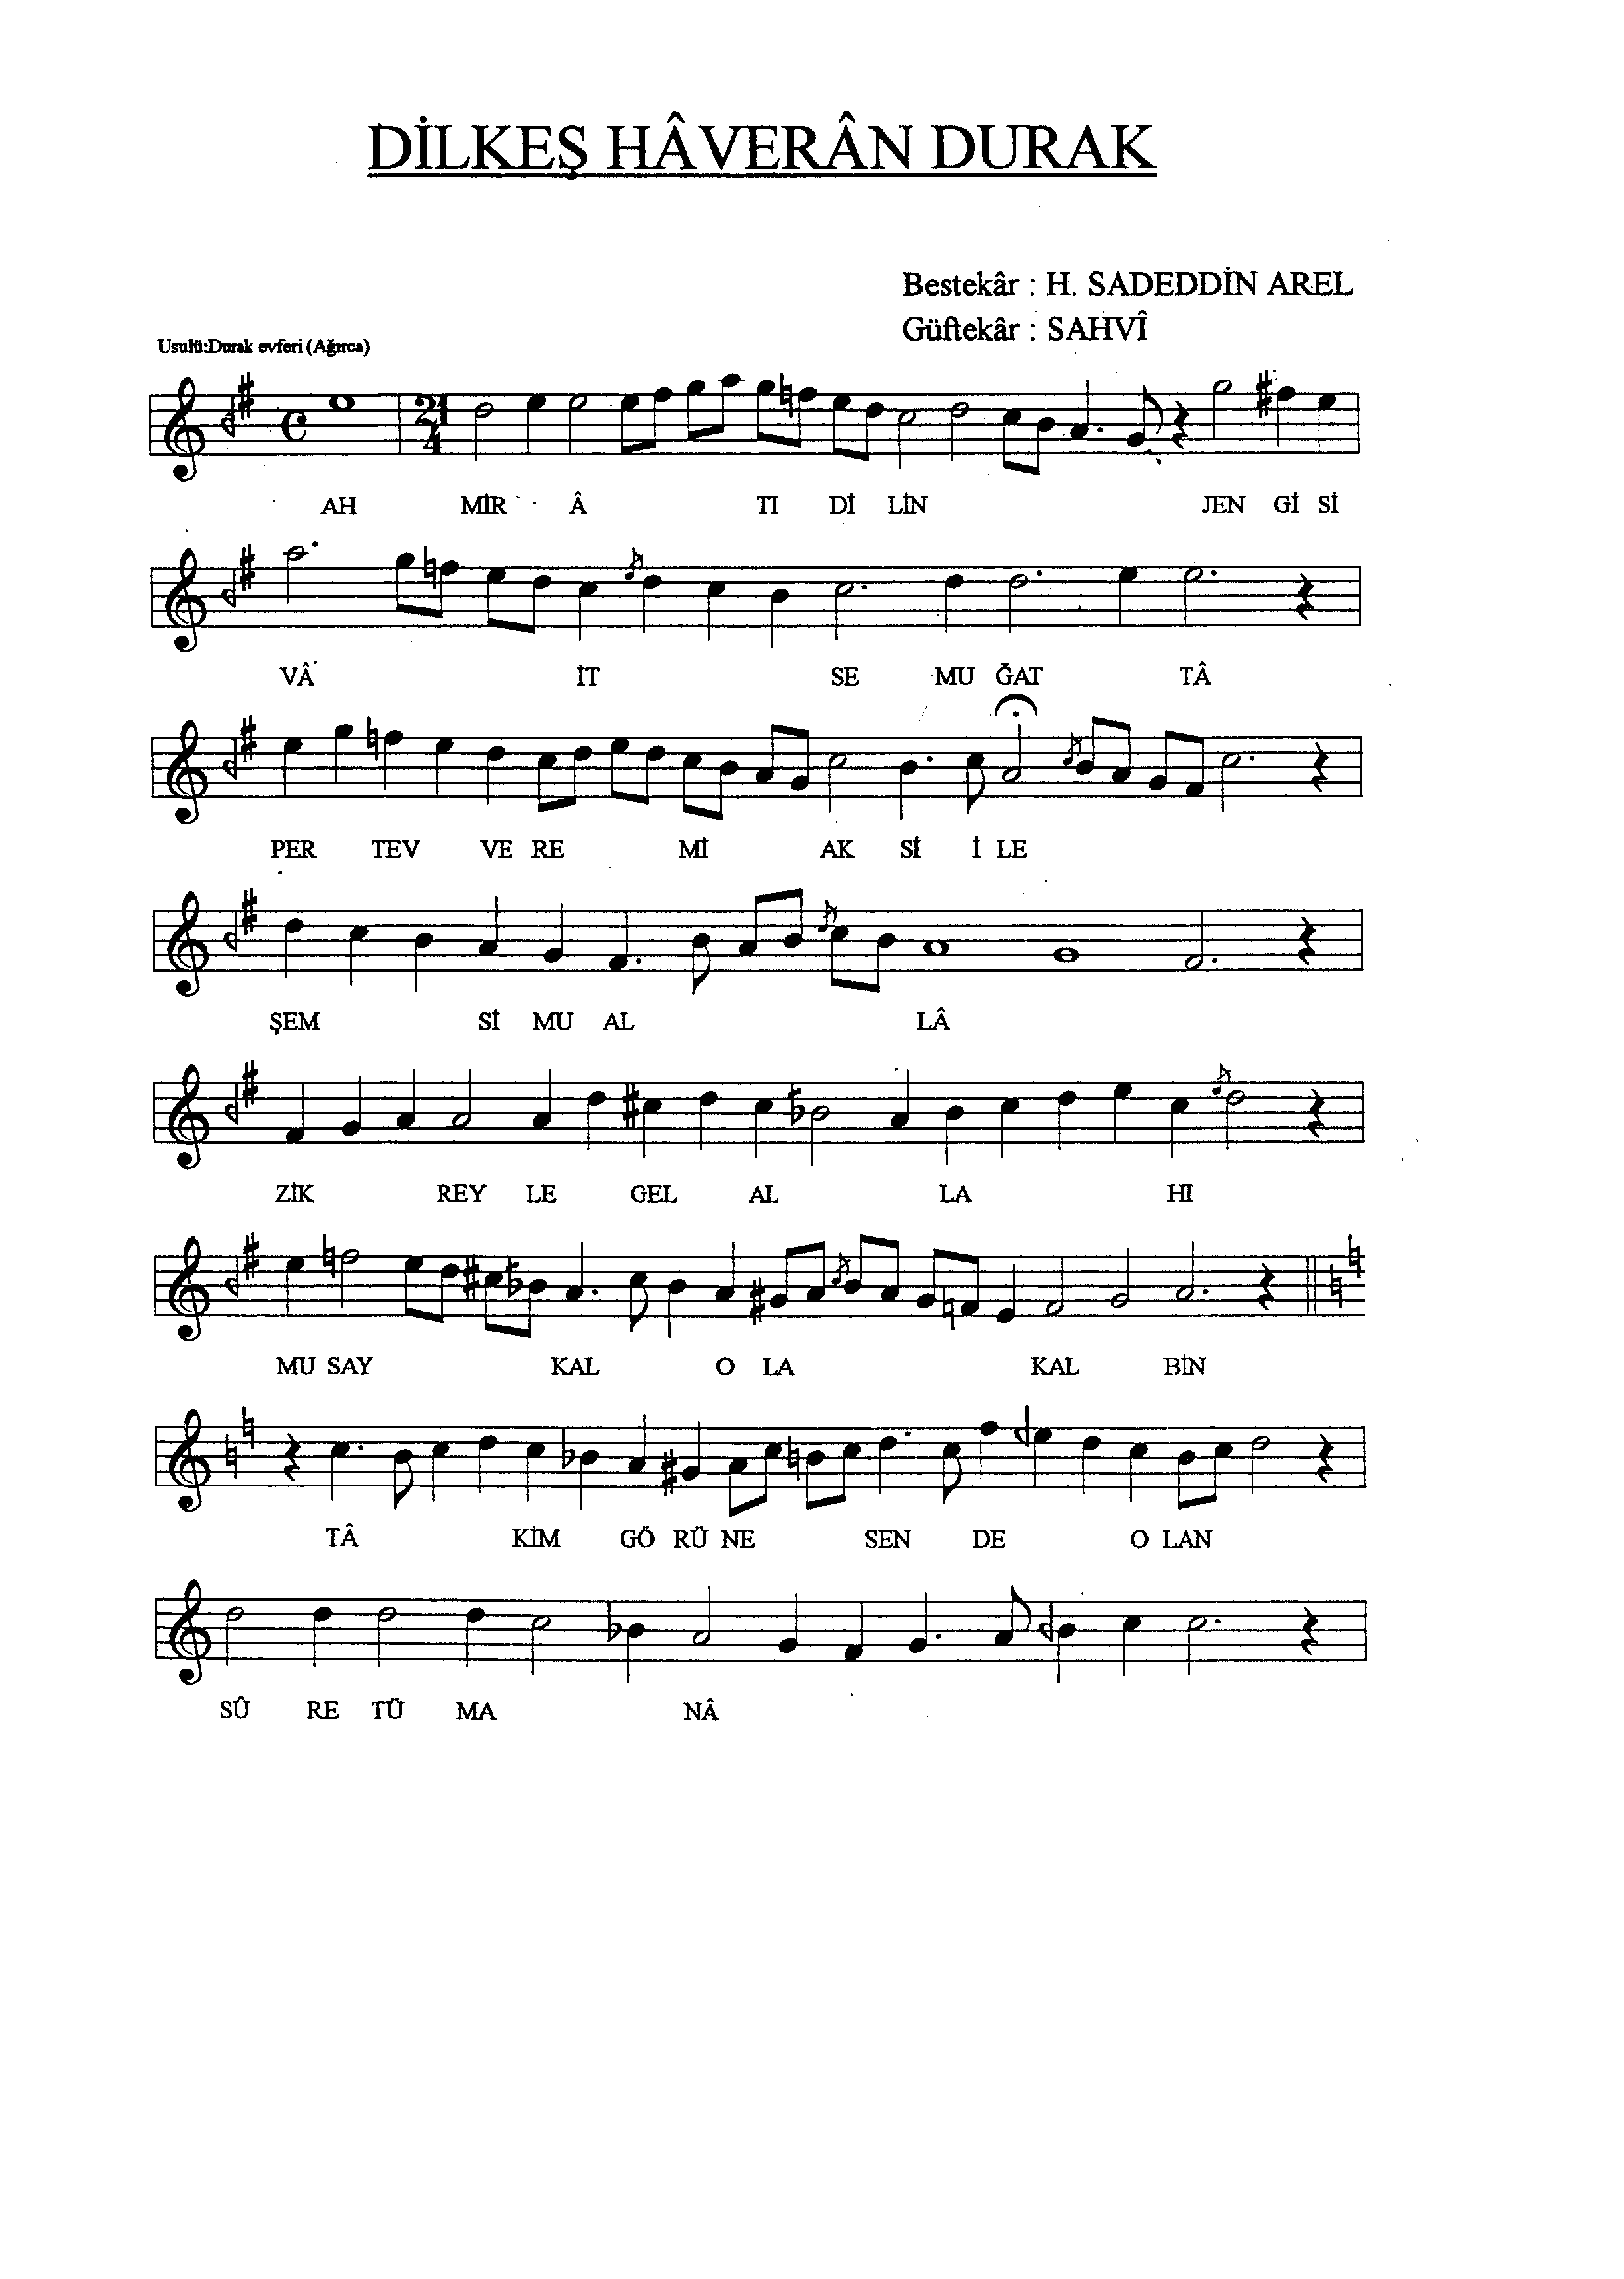 DİLKEŞ HÂVERÂN DURAK
Bestekâr : H. SADEDDİN AREL
Güftekâr : SAHVÎ
Usulü:Durak evferi (Ağırca)
21
4
AH MİR Â TI Dİ LİN JEN Gİ Sİ
VÂ İT SE MU ĞAT TÂ
PER TEV VE RE Mİ AK Sİ İ LE
ŞEM Sİ MU AL LÂ
ZİK REY LE GEL AL LA HI
MU SAY KAL O LA KAL BİN
TÂ KİM GÖ RÜ NE SEN DE O LAN
SÛ RE TÜ MA NÂ